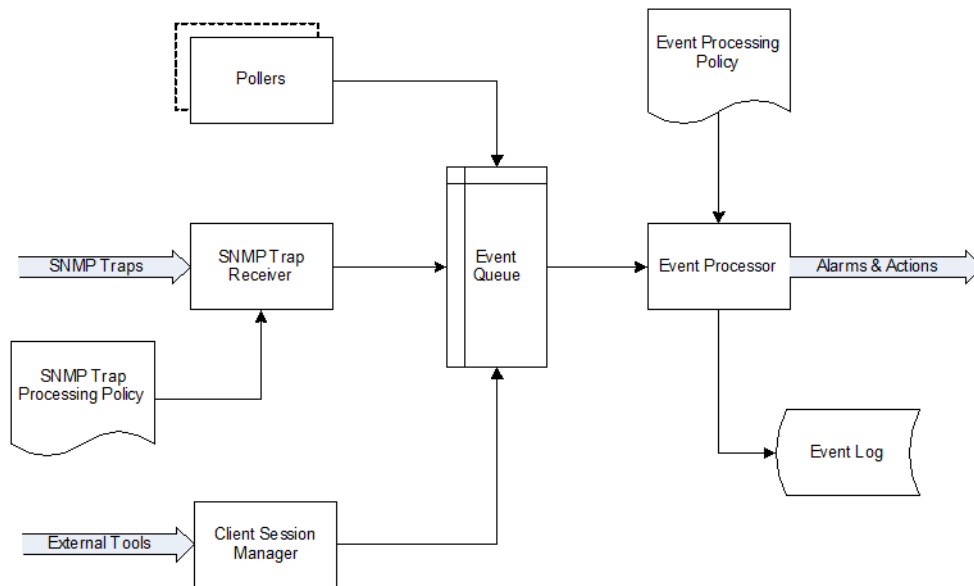 Pollers
Event Processing
Policy
SNMP Traps
SNMP Trap
Receiver
Event
Queue
Event Processor
Alarms & Actions
SNMP Trap
Processing Policy
Event Log
External Tools
Client Session
Manager